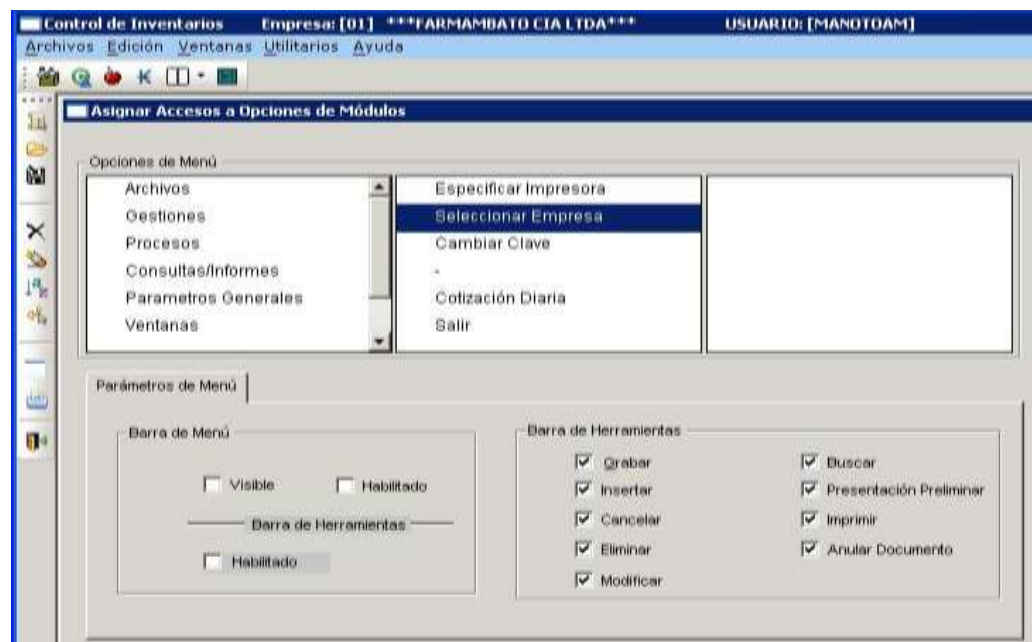 Control de Inventarios Empresa: [01] ***FARMAMBATO CIA LTDA*** USUARIO: [MANOTOAM]
Archivos Edición Ventanas Utilitarios Ayuda
Asignar Accesos a Opciones de Módulos
Opciones de Menú
Archivos Especificar Impresora
Gestiones Seleccionar Empresa
Procesos Cambiar Clave
Consultas/Informes -
Parametros Generales Cotización Diaria
Ventanas Salir
Parámetros de Menú
Barra de Menú Barra de Herramientas
Grabar Buscar
Visible Habilitado Insertar Presentación Preliminar
Barra de Herramientas Cancelar Imprimir
Habilitado Eliminar Anular Documento
Modificar